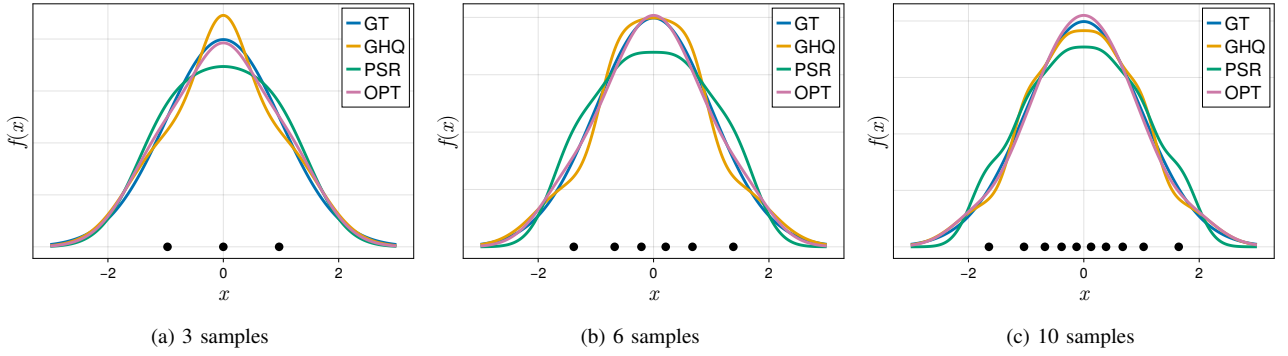 GT
GHQ
PSR
OPT
f(x)
−2
0
2
x
(a) 3 samples
GT
GHQ
PSR
OPT
f(x)
−2
0
2
x
(b) 6 samples
GT
GHQ
PSR
OPT
f(x)
−2
0
2
x
(c) 10 samples